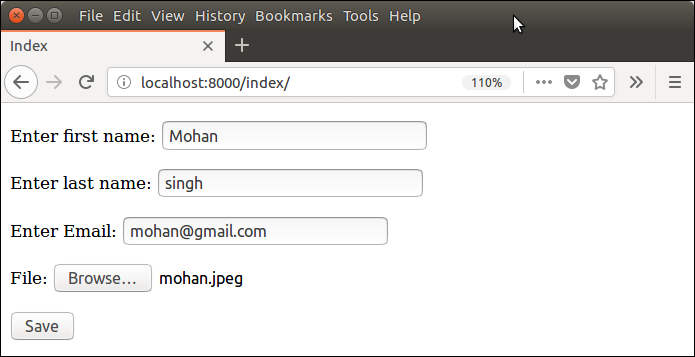 File Edit View History Bookmarks Tools Help
Index
localhost:8000/index/ 110%
Enter first name: Mohan
Enter last name: singh
Enter Email: mohan@gmail.com
File: Browse... mohan.jpeg
Save